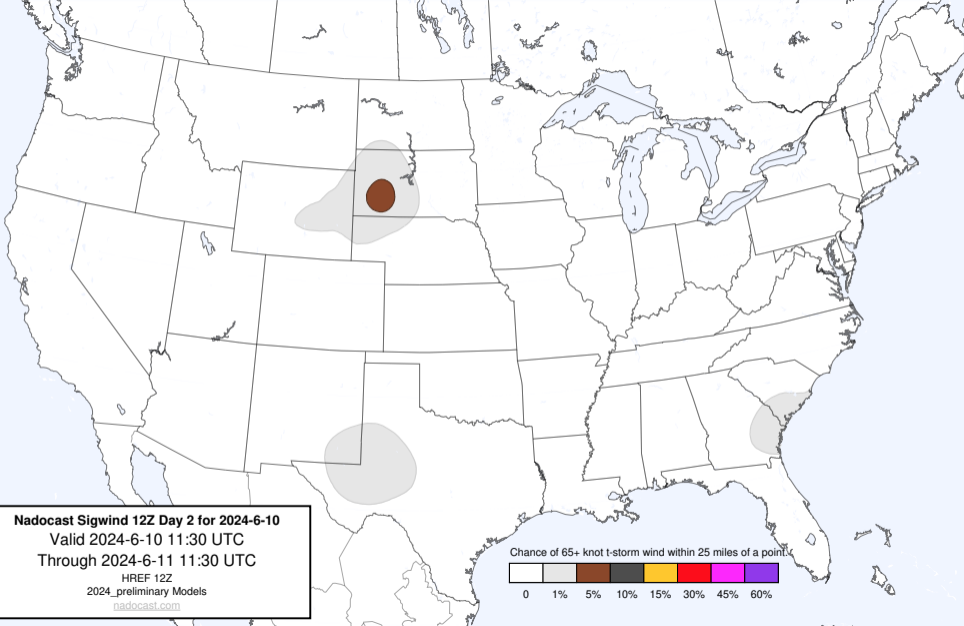 Nadocast Sigwind 12Z Day 2 for 2024-6-10
Valid 2024-6-10 11:30 UTC
Through 2024-6-11 11:30 UTC
HREF 12Z
2024_preliminary Models
nadocast.com
Chance of 65+ knot t-storm wind within 25 miles of a point.
0 1% 5% 10% 15% 30% 45% 60%